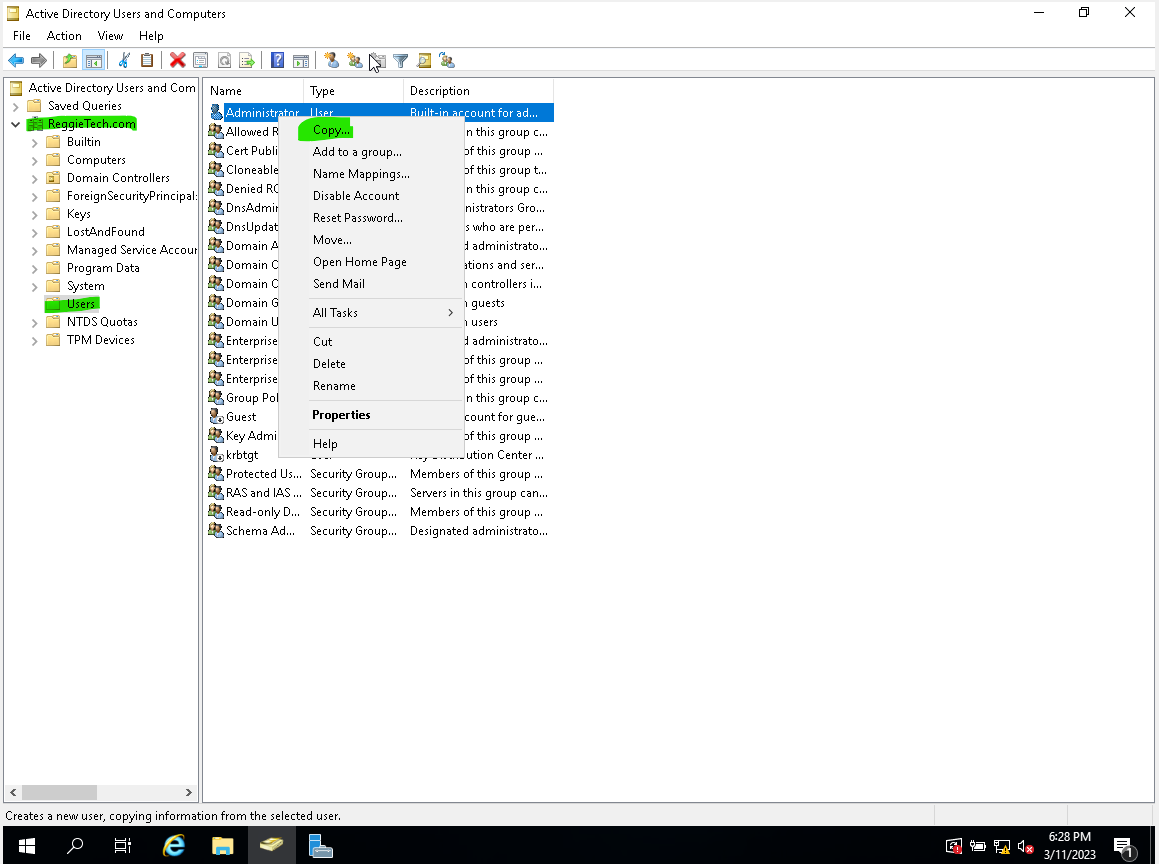 Active Directory Users and Computers
File Action View Help
Active Directory Users and Com
Saved Queries
ReggieTech.com
Builtin
Computers
Domain Controllers
ForeignSecurityPrincipal:
Keys
LostAndFound
Managed Service Accour
Program Data
System
Users
NTDS Quotas
TPM Devices
Name Type Description
Administrator User Built-in account for ad...
Allowed R n this group c...
Cert Publi of this group ...
Cloneable of this group t...
Denied RC n this group c...
DnsAdmin nistrators Gro...
DnsUpdat s who are per...
Domain A d administrato...
Domain C ations and ser...
Domain C controllers i...
Domain G guests
Domain U users
Enterprise d administrato...
Enterprise of this group ...
Enterprise of this group ...
Group Pol n this group c...
Guest count for gue...
Key Admi of this group ...
krbtgt User Key Distribution Center ...
Protected Us... Security Group... Members of this group ...
RAS and IAS ... Security Group... Servers in this group can...
Read-only D... Security Group... Members of this group ...
Schema Ad... Security Group... Designated administrato...
Copy...
Add to a group...
Name Mappings...
Disable Account
Reset Password...
Move...
Open Home Page
Send Mail
All Tasks
Cut
Delete
Rename
Properties
Help
Creates a new user, copying information from the selected user.
6:28 PM
3/11/2023
1